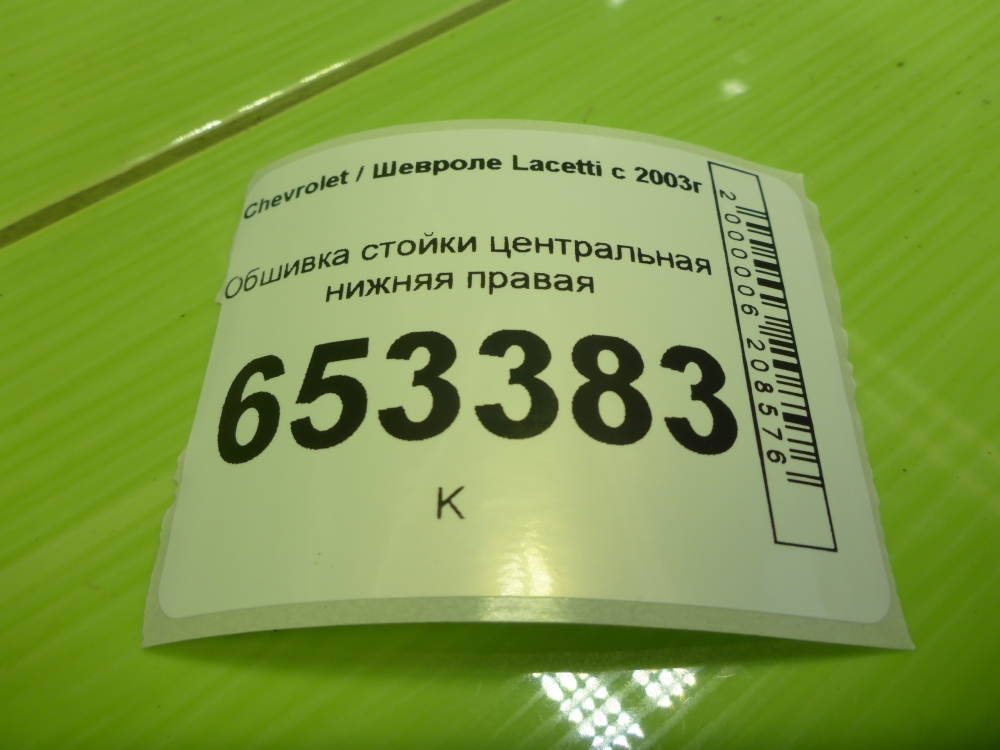 Chevrolet / Шевроле Lacetti с 2003г
Обшивка стойки центральная
нижняя правая
653383
К
2000006208576